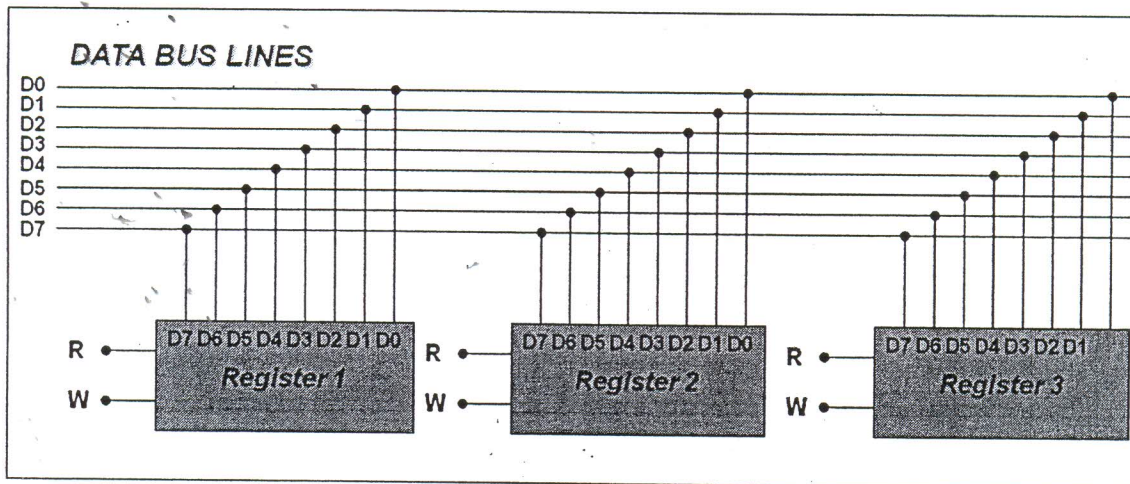 DATA BUS LINES
D0
D1
D2
D3
D4
D5
D6
D7
D7 D6 D5 D4 D3 D2 D1 D0
R
Register 1
W
D7 D6 D5 D4 D3 D2 D1 D0
R
Register 2
W
D7 D6 D5 D4 D3 D2 D1
R
Register 3
W